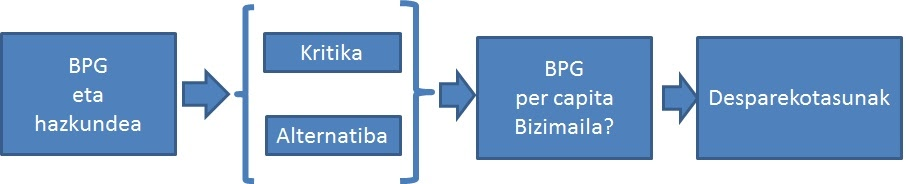 BPG
eta
hazkundea
Kritika
Alternatiba
BPG
per capita
Bizimaila?
Desparekotasunak